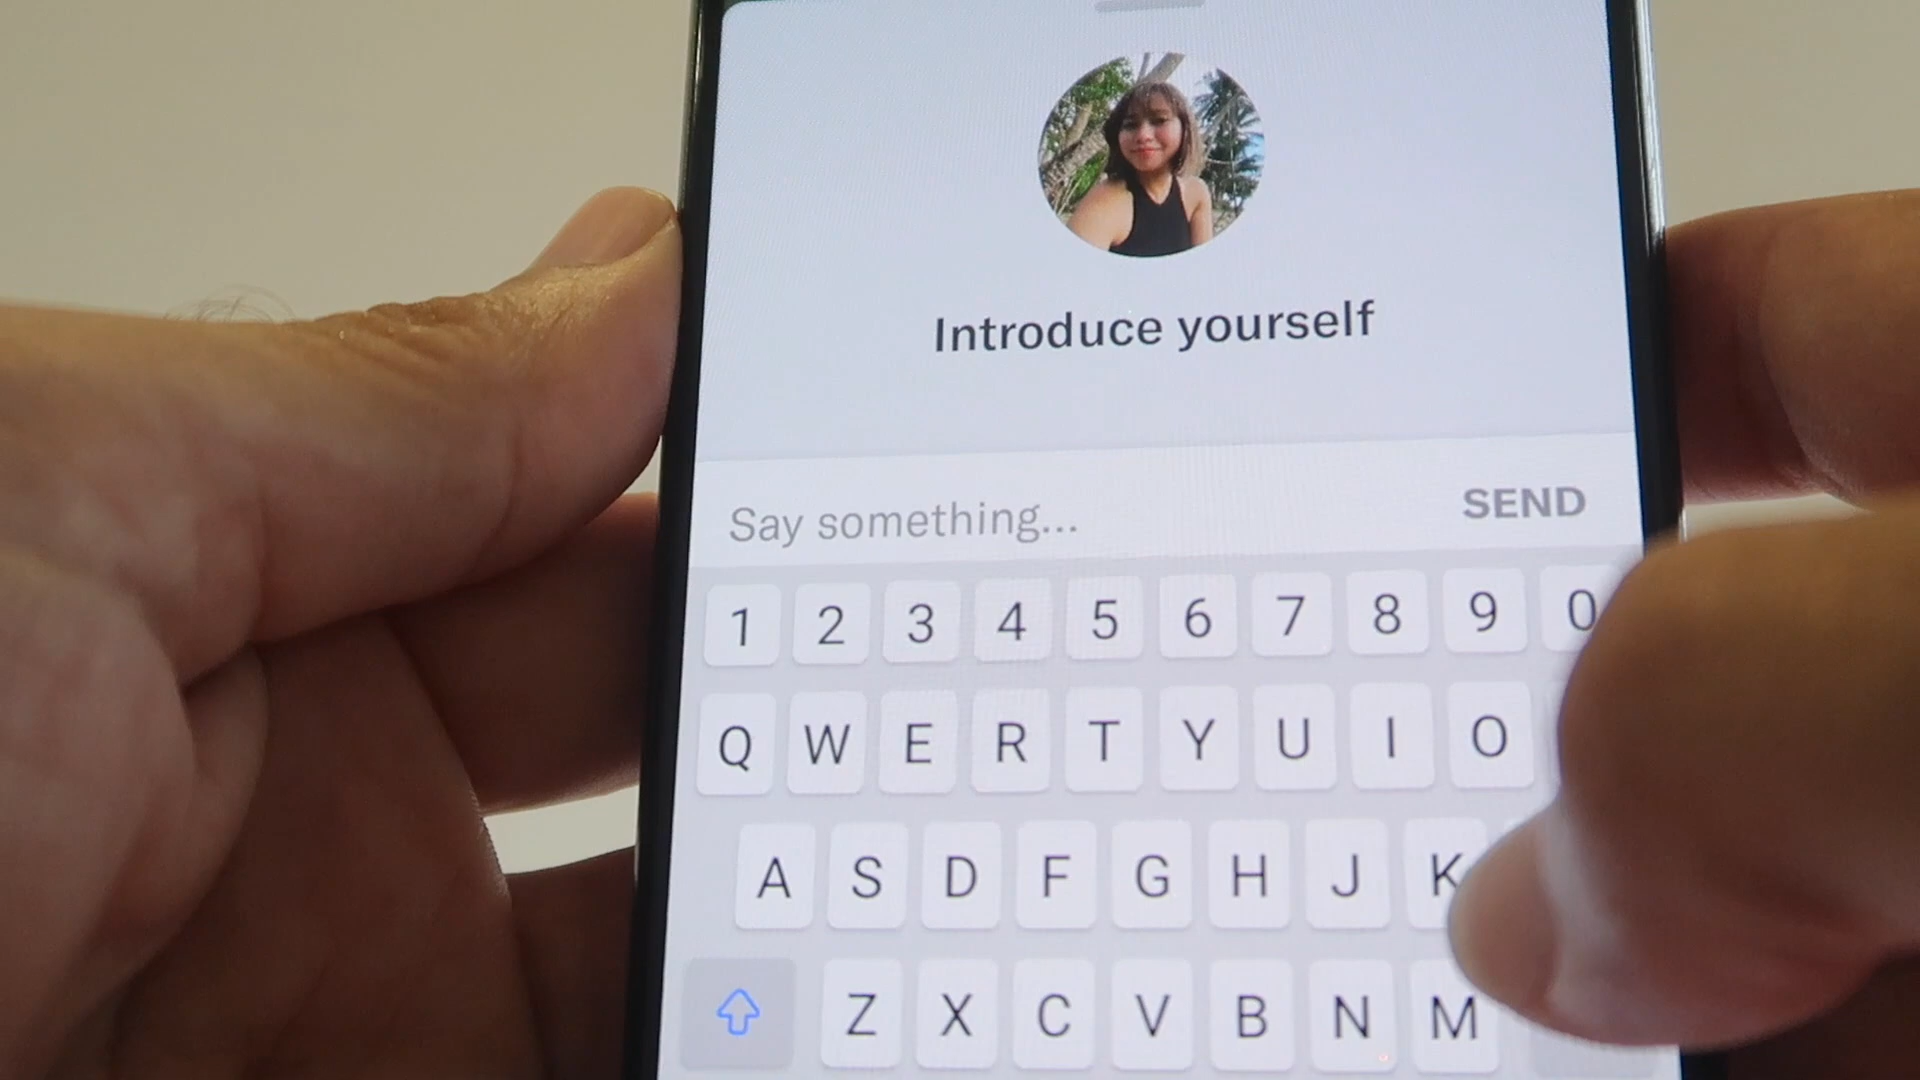 Introduce yourself
Say something... SEND
1 2 3 4 5 6 7 8 9 0
Q W E R T Y U I O
A S D F G H J K
Z X C V B N M